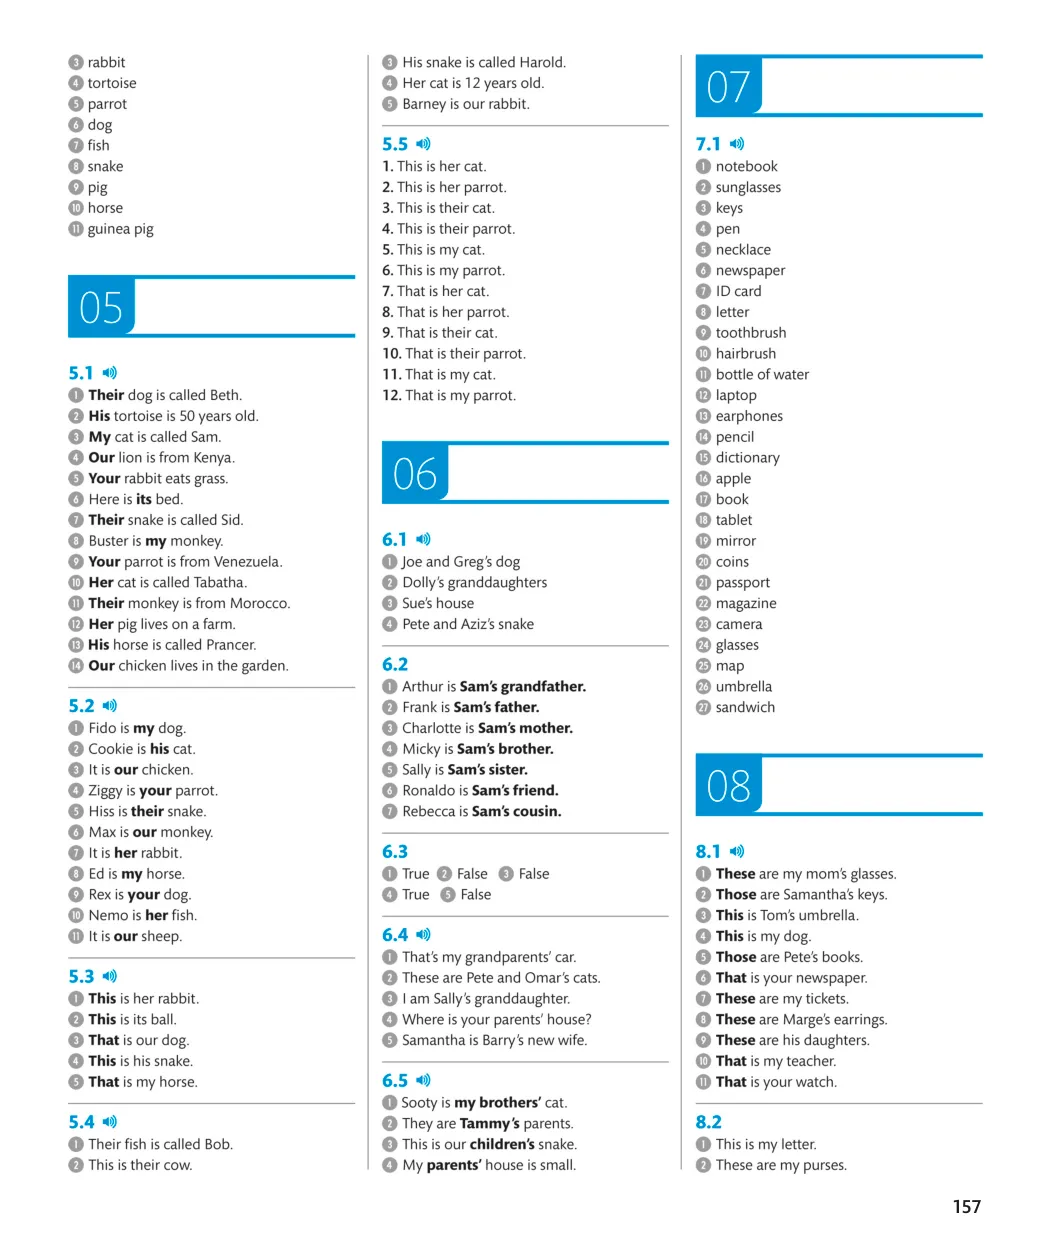 3 rabbit
4 tortoise
5 parrot
6 dog
7 fish
8 snake
9 pig
10 horse
11 guinea pig
05
5.1
1 Their dog is called Beth.
2 His tortoise is 50 years old.
3 My cat is called Sam.
4 Our lion is from Kenya.
5 Your rabbit eats grass.
6 Here is its bed.
7 Their snake is called Sid.
8 Buster is my monkey.
9 Your parrot is from Venezuela.
10 Her cat is called Tabatha.
11 Their monkey is from Morocco.
12 Her pig lives on a farm.
13 His horse is called Prancer.
14 Our chicken lives in the garden.
5.2
1 Fido is my dog.
2 Cookie is his cat.
3 It is our chicken.
4 Ziggy is your parrot.
5 Hiss is their snake.
6 Max is our monkey.
7 It is her rabbit.
8 Ed is my horse.
9 Rex is your dog.
10 Nemo is her fish.
11 It is our sheep.
5.3
1 This is her rabbit.
2 This is its ball.
3 That is our dog.
4 This is his snake.
5 That is my horse.
5.4
1 Their fish is called Bob.
2 This is their cow.
3 His snake is called Harold.
4 Her cat is 12 years old.
5 Barney is our rabbit.
5.5
1. This is her cat.
2. This is her parrot.
3. This is their cat.
4. This is their parrot.
5. This is my cat.
6. This is my parrot.
7. That is her cat.
8. That is her parrot.
9. That is their cat.
10. That is their parrot.
11. That is my cat.
12. That is my parrot.
06
6.1
1 Joe and Greg's dog
2 Dolly's granddaughters
3 Sue's house
4 Pete and Aziz's snake
6.2
1 Arthur is Sam's grandfather.
2 Frank is Sam's father.
3 Charlotte is Sam's mother.
4 Micky is Sam's brother.
5 Sally is Sam's sister.
6 Ronaldo is Sam's friend.
7 Rebecca is Sam's cousin.
6.3
1 True 2 False 3 False
4 True 5 False
6.4
1 That's my grandparents' car.
2 These are Pete and Omar's cats.
3 I am Sally's granddaughter.
4 Where is your parents' house?
5 Samantha is Barry's new wife.
6.5
1 Sooty is my brothers' cat.
2 They are Tammy's parents.
3 This is our children's snake.
4 My parents' house is small.
07
7.1
1 notebook
2 sunglasses
3 keys
4 pen
5 necklace
6 newspaper
7 ID card
8 letter
9 toothbrush
10 hairbrush
11 bottle of water
12 laptop
13 earphones
14 pencil
15 dictionary
16 apple
17 book
18 tablet
19 mirror
20 coins
21 passport
22 magazine
23 camera
24 glasses
25 map
26 umbrella
27 sandwich
08
8.1
1 These are my mom's glasses.
2 Those are Samantha's keys.
3 This is Tom's umbrella.
4 This is my dog.
5 Those are Pete's books.
6 That is your newspaper.
7 These are my tickets.
8 These are Marge's earrings.
9 These are his daughters.
10 That is my teacher.
11 That is your watch.
8.2
1 This is my letter.
2 These are my purses.
157